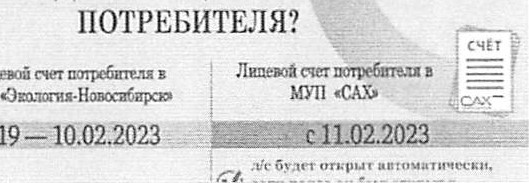 ПОТРЕБИТЕЛЯ?
СЧЁТ
САХ
евой счет потребителя в
«Экология-Новосибирск»
Лицевой счет потребителя в
МУП «САХ»
19 — 10.02.2023
с 11.02.2023
л/с будет открыт автоматически,